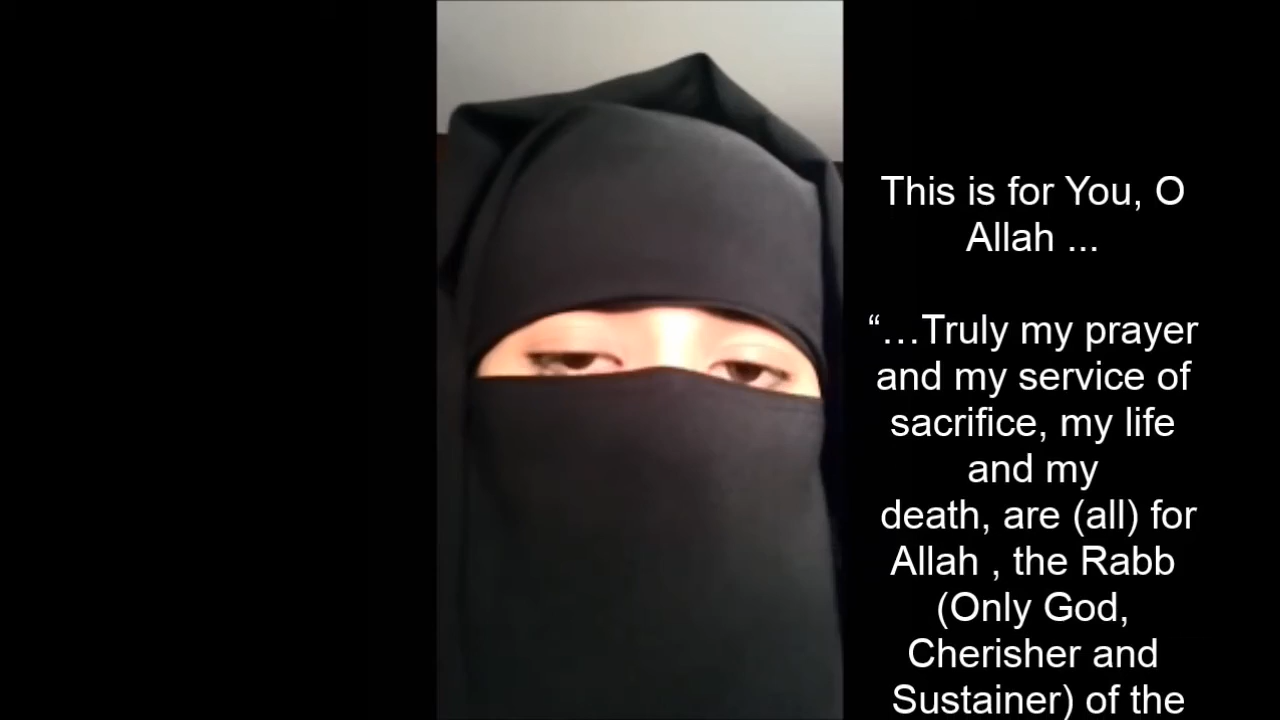 This is for You, O
Allah ...
“…Truly my prayer
and my service of
sacrifice, my life
and my
death, are (all) for
Allah , the Rabb
(Only God,
Cherisher and
Sustainer) of the